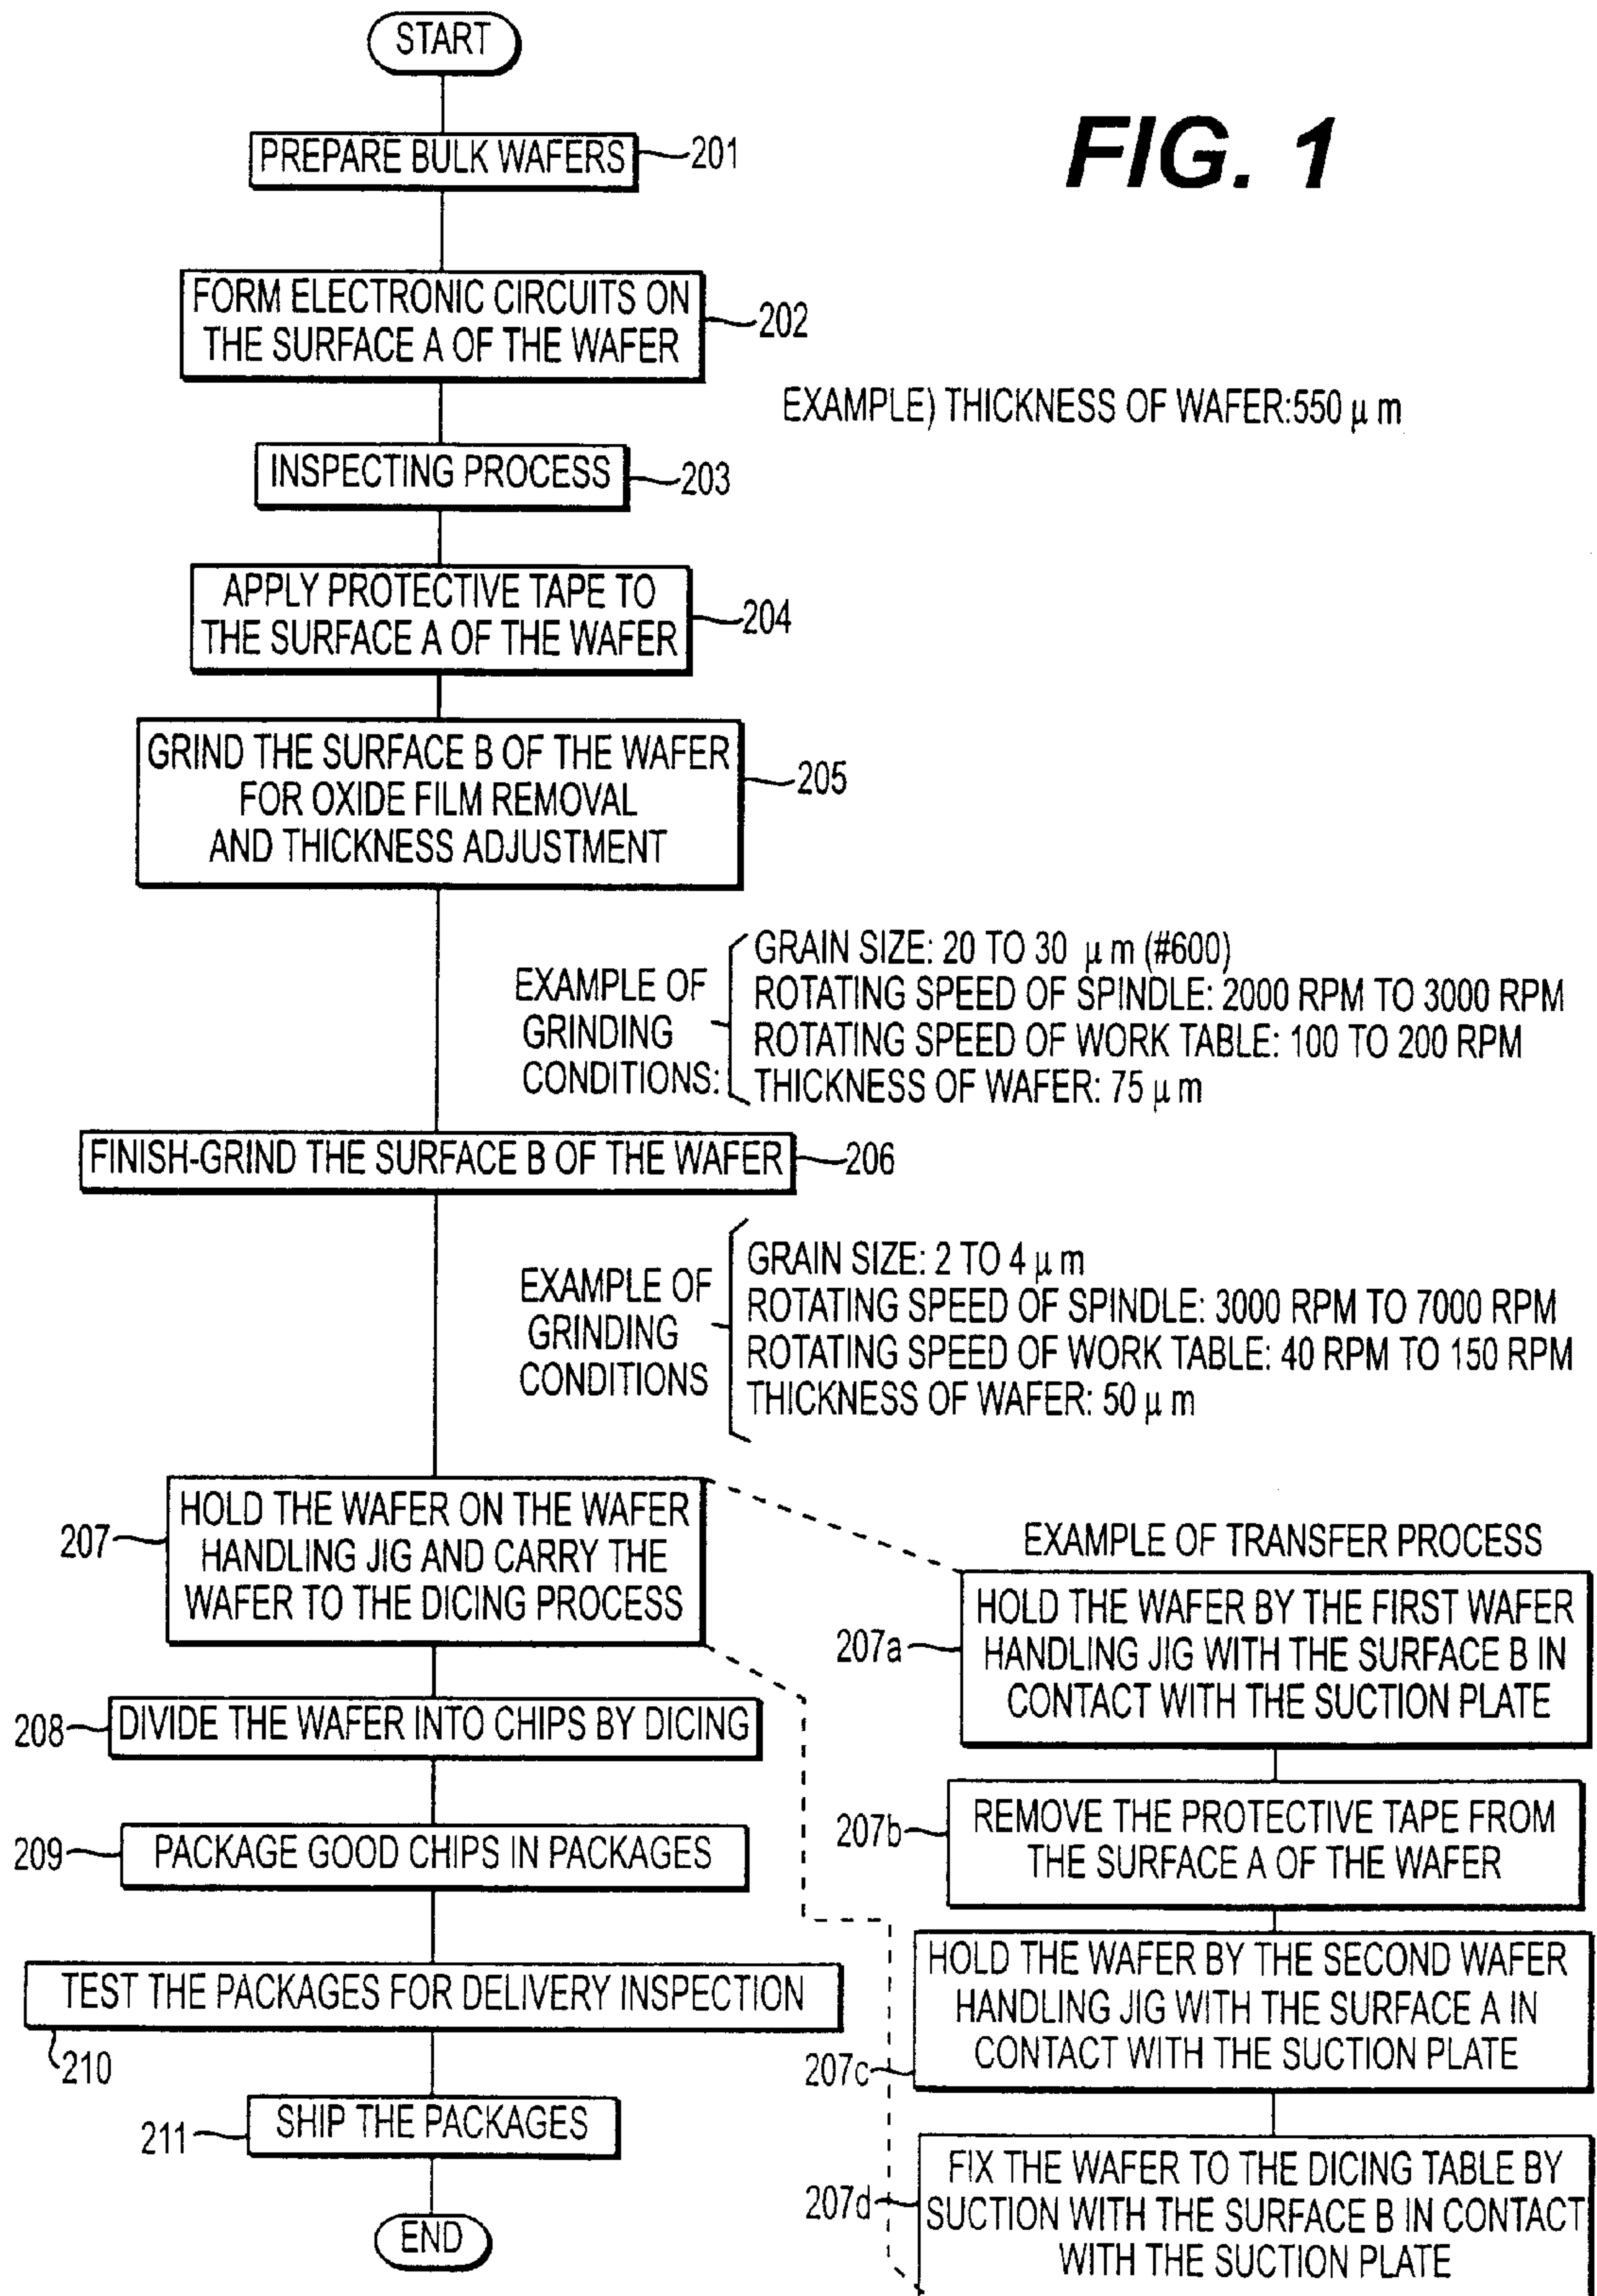 START
FIG. 1
PREPARE BULK WAFERS
201
FORM ELECTRONIC CIRCUITS ON
THE SURFACE A OF THE WAFER
202
EXAMPLE) THICKNESS OF WAFER:550 μ m
INSPECTING PROCESS
203
APPLY PROTECTIVE TAPE TO
THE SURFACE A OF THE WAFER
204
GRIND THE SURFACE B OF THE WAFER
FOR OXIDE FILM REMOVAL
AND THICKNESS ADJUSTMENT
205
EXAMPLE OF
GRINDING
CONDITIONS:
GRAIN SIZE: 20 TO 30 μ m (#600)
ROTATING SPEED OF SPINDLE: 2000 RPM TO 3000 RPM
ROTATING SPEED OF WORK TABLE: 100 TO 200 RPM
THICKNESS OF WAFER: 75 μ m
FINISH-GRIND THE SURFACE B OF THE WAFER
206
EXAMPLE OF
GRINDING
CONDITIONS
GRAIN SIZE: 2 TO 4 μ m
ROTATING SPEED OF SPINDLE: 3000 RPM TO 7000 RPM
ROTATING SPEED OF WORK TABLE: 40 RPM TO 150 RPM
THICKNESS OF WAFER: 50 μ m
207
HOLD THE WAFER ON THE WAFER
HANDLING JIG AND CARRY THE
WAFER TO THE DICING PROCESS
208
DIVIDE THE WAFER INTO CHIPS BY DICING
209
PACKAGE GOOD CHIPS IN PACKAGES
TEST THE PACKAGES FOR DELIVERY INSPECTION
210
211
SHIP THE PACKAGES
END
EXAMPLE OF TRANSFER PROCESS
207a
HOLD THE WAFER BY THE FIRST WAFER
HANDLING JIG WITH THE SURFACE B IN
CONTACT WITH THE SUCTION PLATE
207b
REMOVE THE PROTECTIVE TAPE FROM
THE SURFACE A OF THE WAFER
HOLD THE WAFER BY THE SECOND WAFER
HANDLING JIG WITH THE SURFACE A IN
CONTACT WITH THE SUCTION PLATE
207c
FIX THE WAFER TO THE DICING TABLE BY
SUCTION WITH THE SURFACE B IN CONTACT
WITH THE SUCTION PLATE
207d